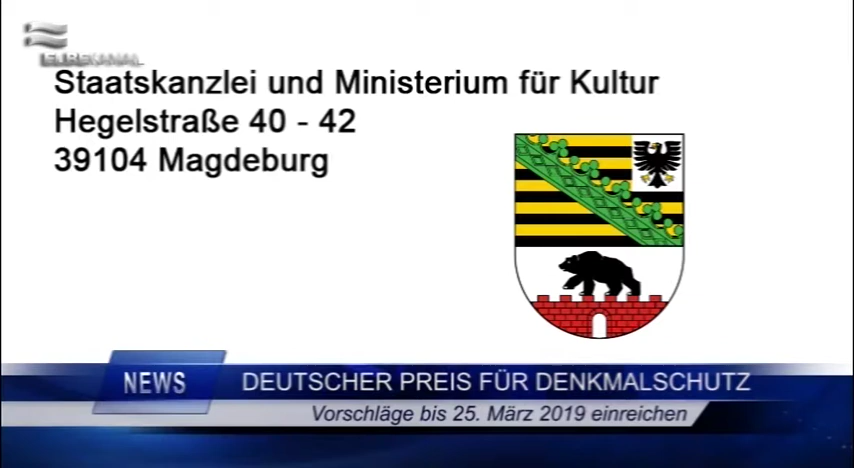 ELBEKANAL
Staatskanzlei und Ministerium für Kultur
Hegelstraße 40 - 42
39104 Magdeburg
NEWS
DEUTSCHER PREIS FÜR DENKMALSCHUTZ
Vorschläge bis 25. März 2019 einreichen